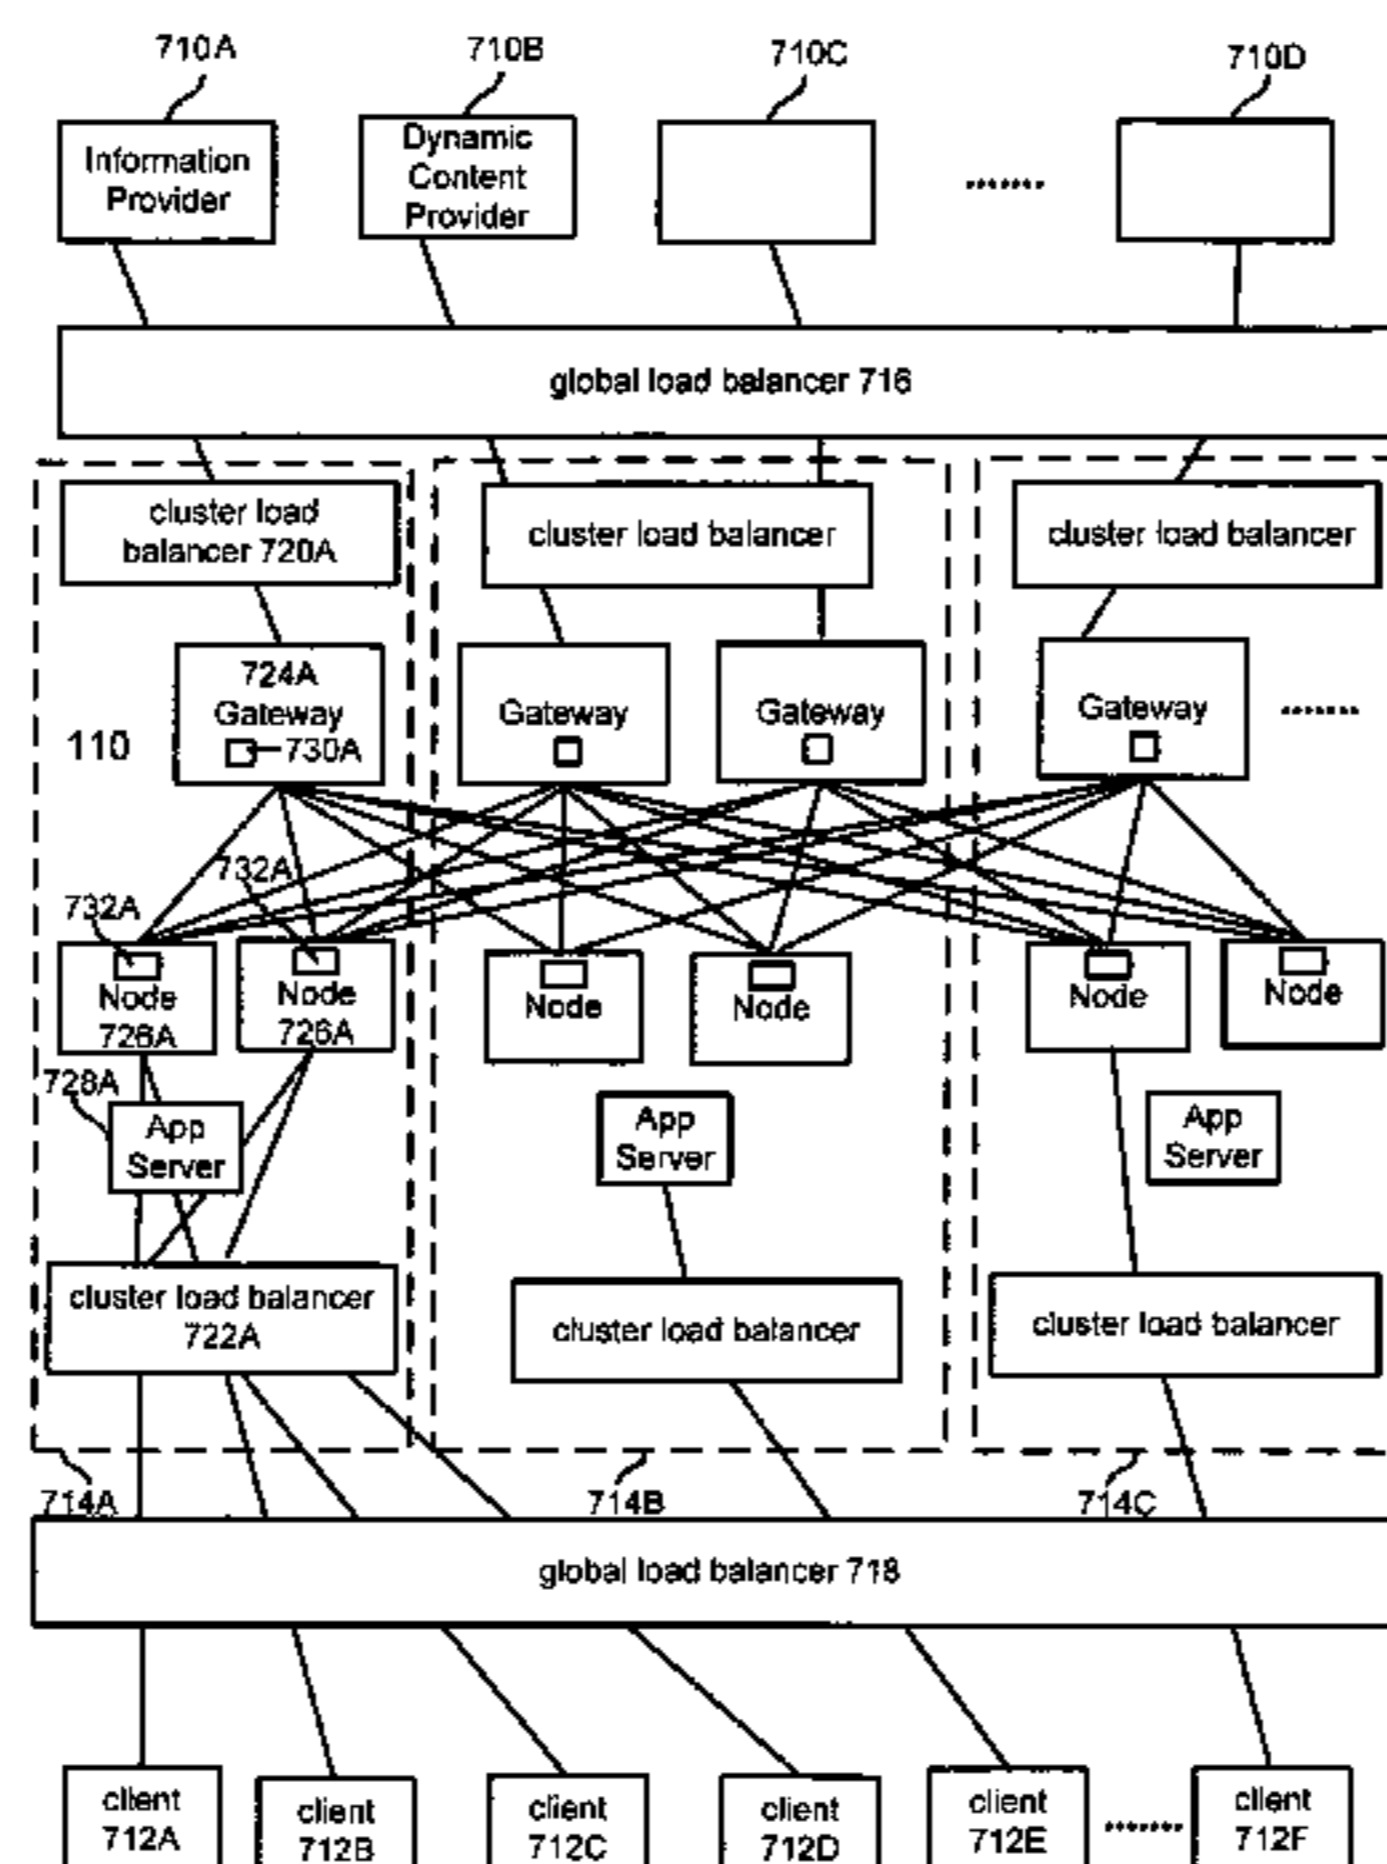 710A
710B
710C
710D
Information
Provider
Dynamic
Content
Provider
.......
global load balancer 716
cluster load
balancer 720A
cluster load balancer
cluster load balancer
724A
Gateway
730A
Gateway
Gateway
Gateway
.......
110
732A
732A
Node
726A
Node
726A
Node
Node
Node
Node
728A
App
Server
App
Server
App
Server
cluster load balancer
722A
cluster load balancer
cluster load balancer
714A
714B
714C
global load balancer 718
client
712A
client
712B
client
712C
client
712D
client
712E
.......
client
712F